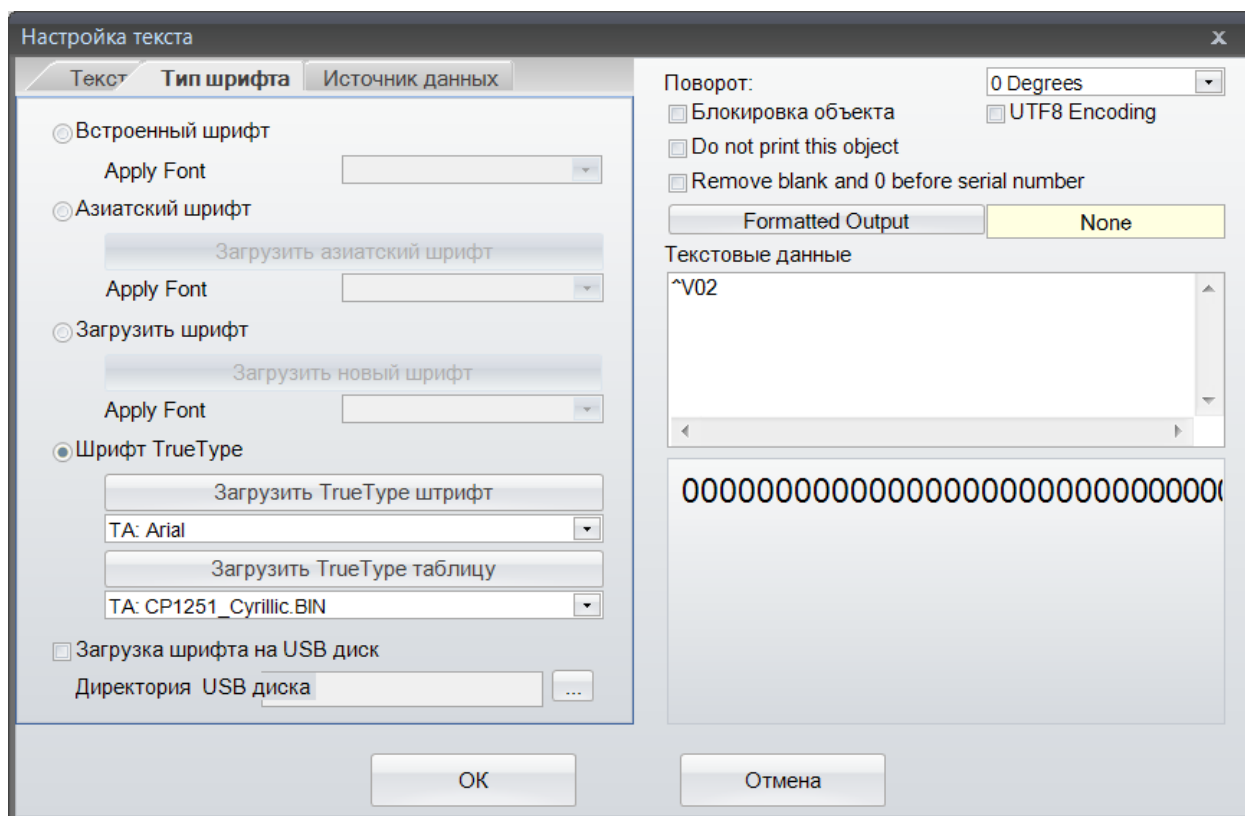 Настройка текста
x
Текст
Тип шрифта
Источник данных
Встроенный шрифт
Apply Font
Азиатский шрифт
Загрузить азиатский шрифт
Apply Font
Загрузить шрифт
Загрузить новый шрифт
Apply Font
Шрифт TrueType
Загрузить TrueType штрифт
TA: Arial
Загрузить TrueType таблицу
TA: CP1251_Cyrillic.BIN
Загрузка шрифта на USB диск
Директория USB диска
...
Поворот:
0 Degrees
Блокировка объекта
UTF8 Encoding
Do not print this object
Remove blank and 0 before serial number
Formatted Output
None
Текстовые данные
^V02
00000000000000000000000000000
ОК
Отмена